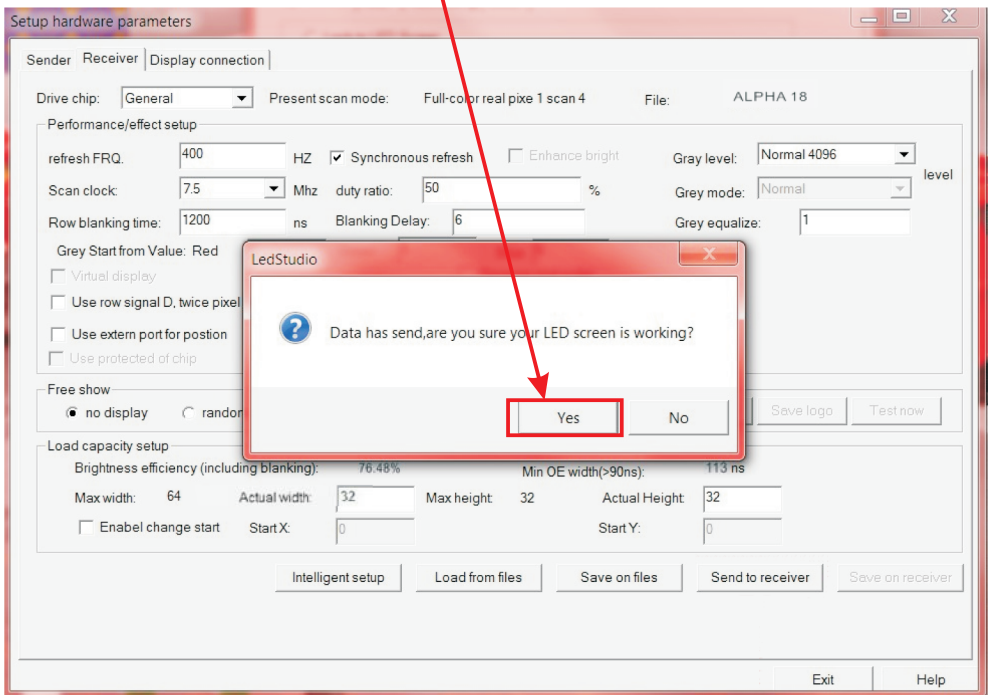 Setup hardware parameters
Sender Receiver Display connection
Drive chip: General Present scan mode: Full-color real pixe 1 scan 4 File: ALPHA 18
Performance/effect setup
refresh FRQ. 400 HZ Synchronous refresh Enhance bright Gray level: Normal 4096 level
Scan clock: 7.5 Mhz duty ratio: 50 % Grey mode: Normal
Row blanking time: 1200 ns Blanking Delay: 6 Grey equalize: 1
Grey Start from Value: Red
LedStudio
Virtual display
Use row signal D, twice pixel
Data has send,are you sure your LED screen is working?
Use extern port for postion
Use protected of chip
Free show
no display random
Yes No
Save logo Test now
Load capacity setup
Brightness efficiency (including blanking): 76.48% Min OE width(>90ns): 113 ns
Max width: 64 Actual width: 32 Max height: 32 Actual Height: 32
Enabel change start Start X: 0 Start Y: 0
Intelligent setup Load from files Save on files Send to receiver Save on receiver
Exit Help